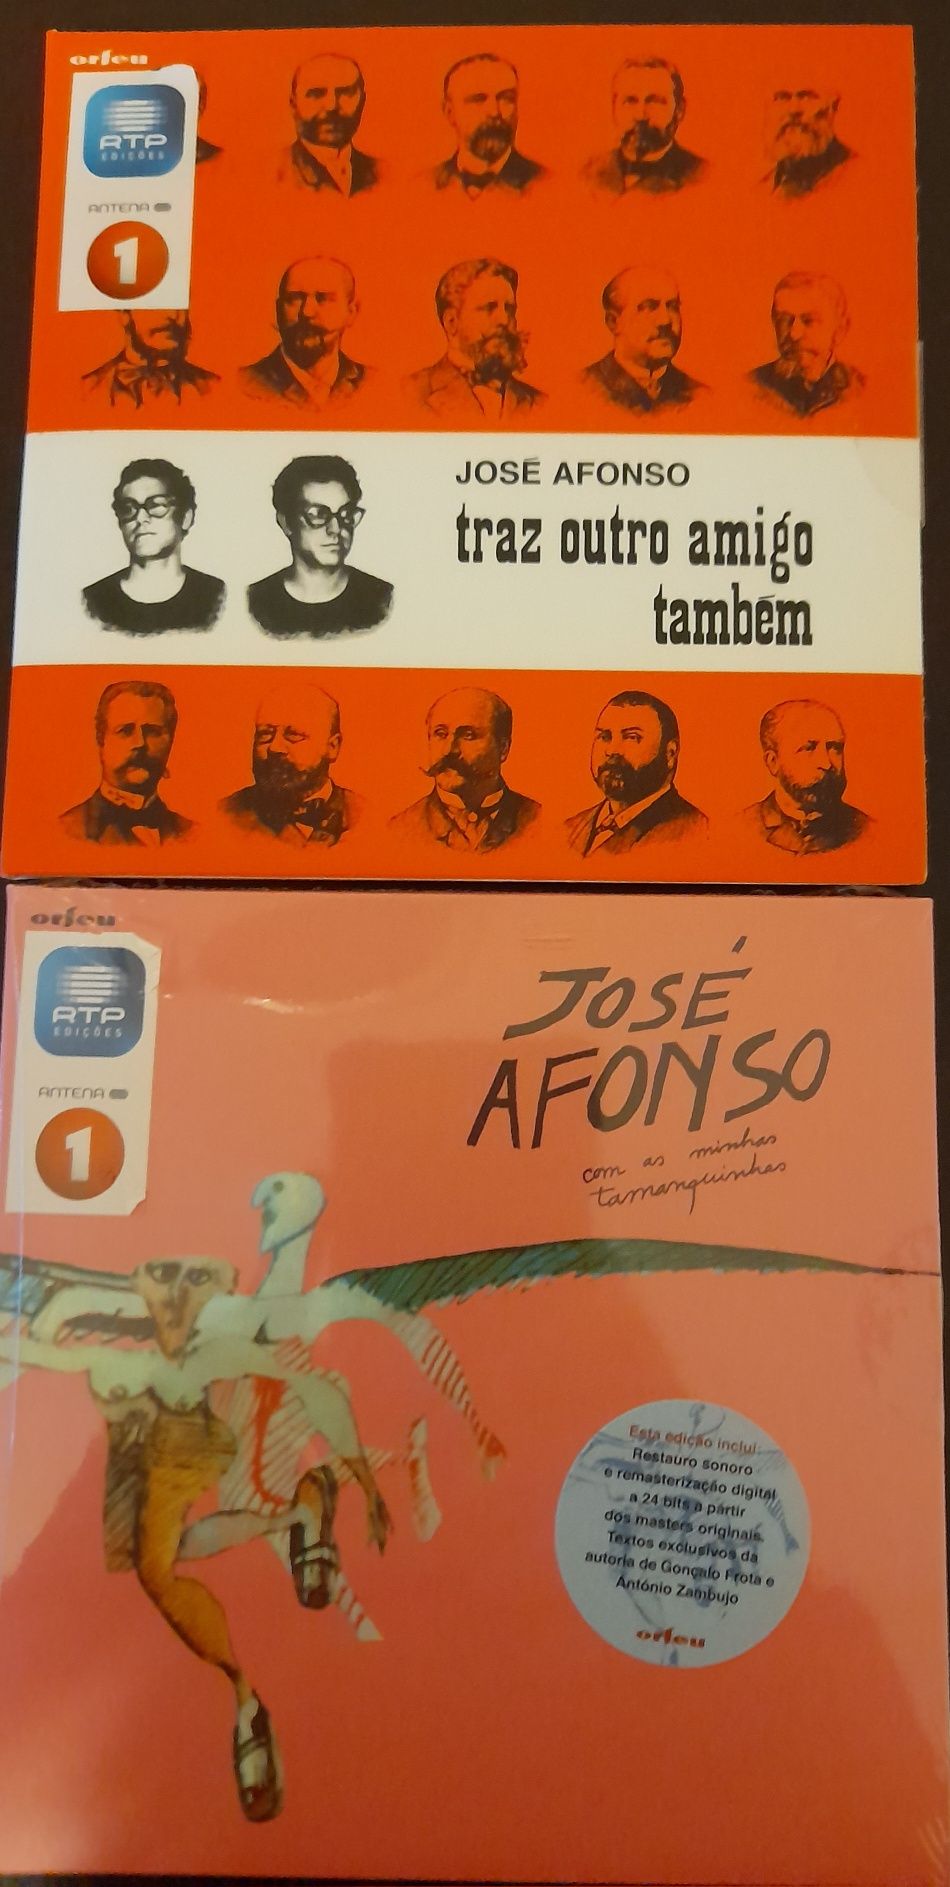 orfeu
RTP
EDIÇÕES
ANTENA
1
JOSÉ AFONSO
traz outro amigo
também
orfeu
RTP
EDIÇÕES
ANTENA
1
JOSÉ
AFONSO
com as minhas
tamanquinhas
Esta edição inclui:
Restauro sonoro
e remasterização digital
a 24 bits a partir
dos masters originais.
Textos exclusivos da
autoria de Gonçalo Frota e
António Zambujo
orfeu